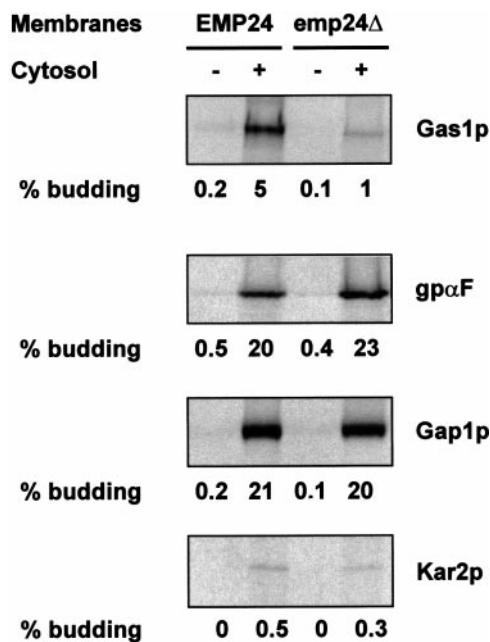 Membranes EMP24 emp24Δ
Cytosol - + - +
Gas1p
% budding 0.2 5 0.1 1
gpαF
% budding 0.5 20 0.4 23
Gap1p
% budding 0.2 21 0.1 20
Kar2p
% budding 0 0.5 0 0.3